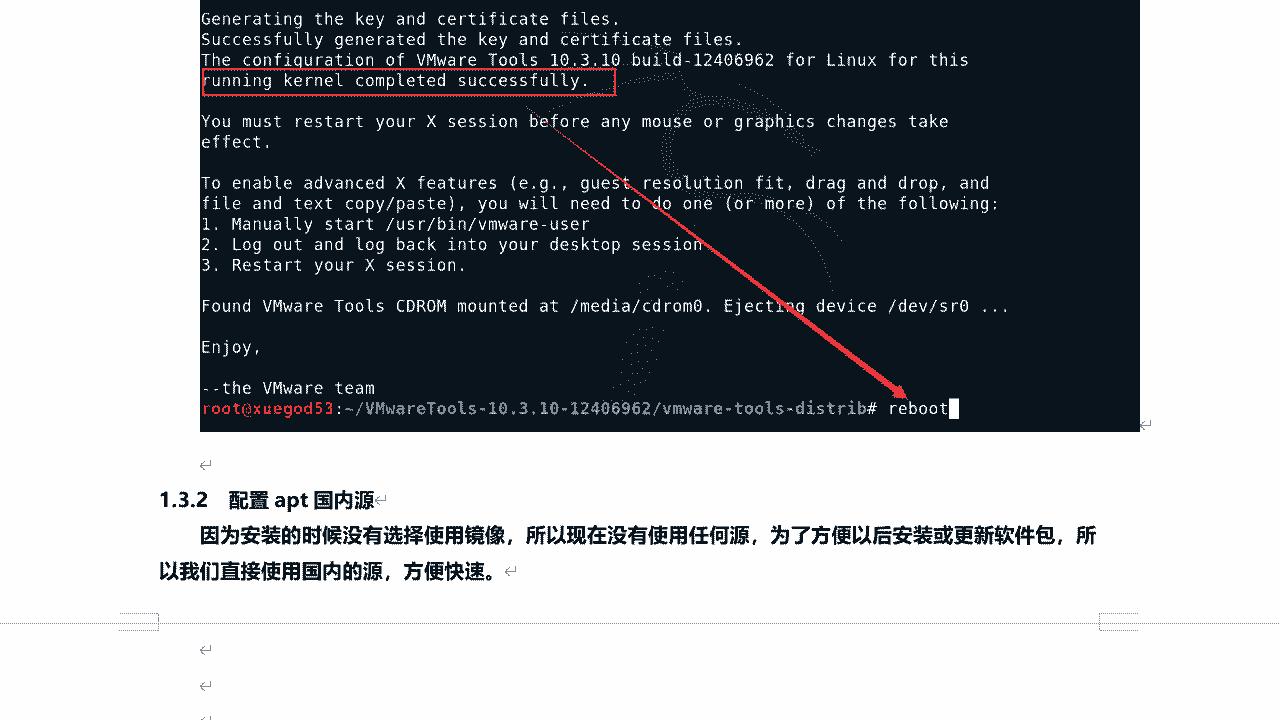 Generating the key and certificate files.
Successfully generated the key and certificate files.
The configuration of VMware Tools 10.3.10 build-12406962 for Linux for this
running kernel completed successfully.
You must restart your X session before any mouse or graphics changes take
effect.
To enable advanced X features (e.g., guest resolution fit, drag and drop, and
file and text copy/paste), you will need to do one (or more) of the following:
1. Manually start /usr/bin/vmware-user
2. Log out and log back into your desktop session
3. Restart your X session.
Found VMware Tools CDROM mounted at /media/cdrom0. Ejecting device /dev/sr0 ...
Enjoy,
--the VMware team
root@xuegod53:~/VMwareTools-10.3.10-12406962/vmware-tools-distrib# reboot
1.3.2 配置 apt 国内源
因为安装的时候没有选择使用镜像，所以现在没有使用任何源，为了方便以后安装或更新软件包，所
以我们直接使用国内的源，方便快速。